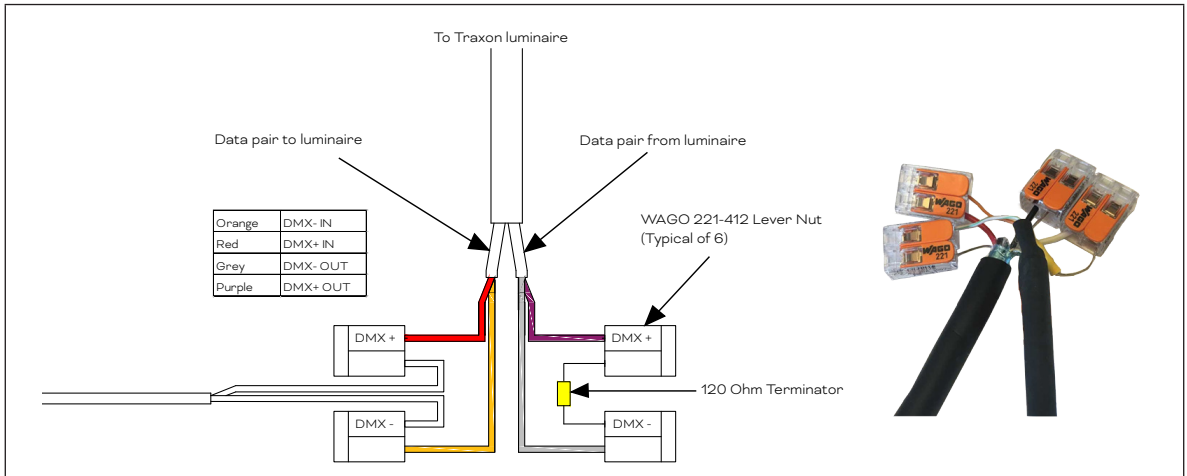 To Traxon luminaire
Data pair to luminaire
Data pair from luminaire
Orange DMX- IN
Red DMX+ IN
Grey DMX- OUT
Purple DMX+ OUT
WAGO 221-412 Lever Nut
(Typical of 6)
DMX +
DMX +
120 Ohm Terminator
DMX -
DMX -
WAGO
221
WAGO
221
WAGO
221
WAGO
221